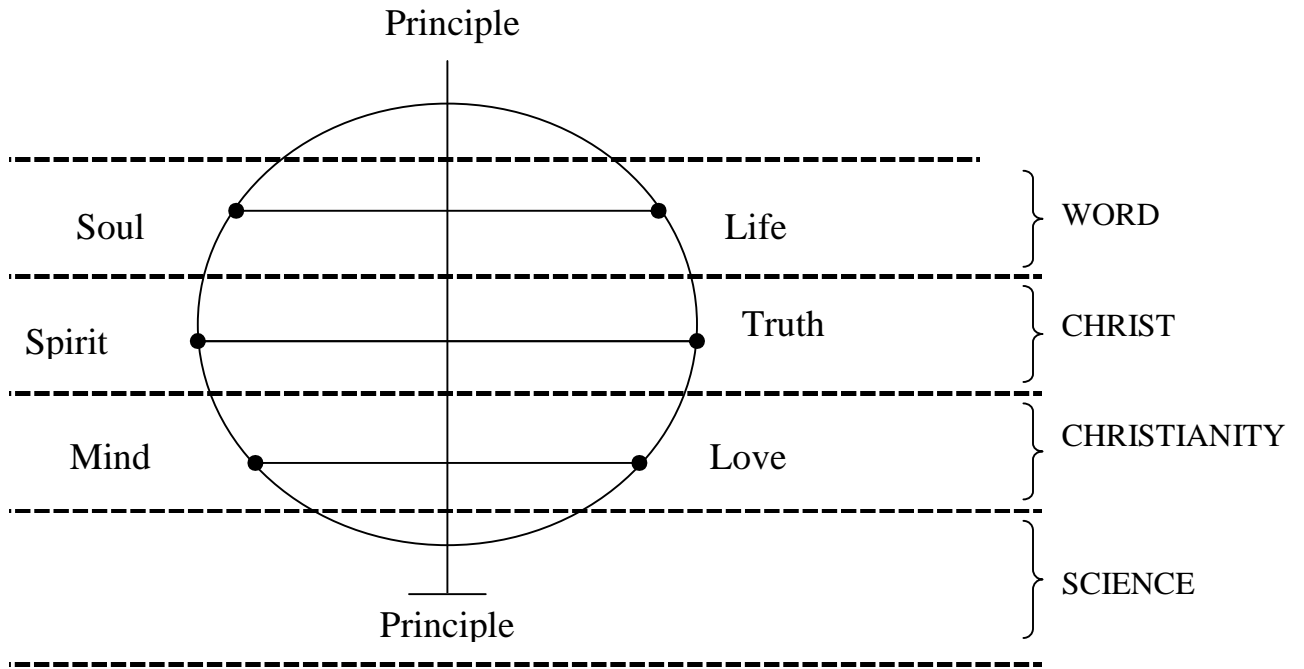 Principle
Soul
Life
WORD
Spirit
Truth
CHRIST
Mind
Love
CHRISTIANITY
SCIENCE
Principle